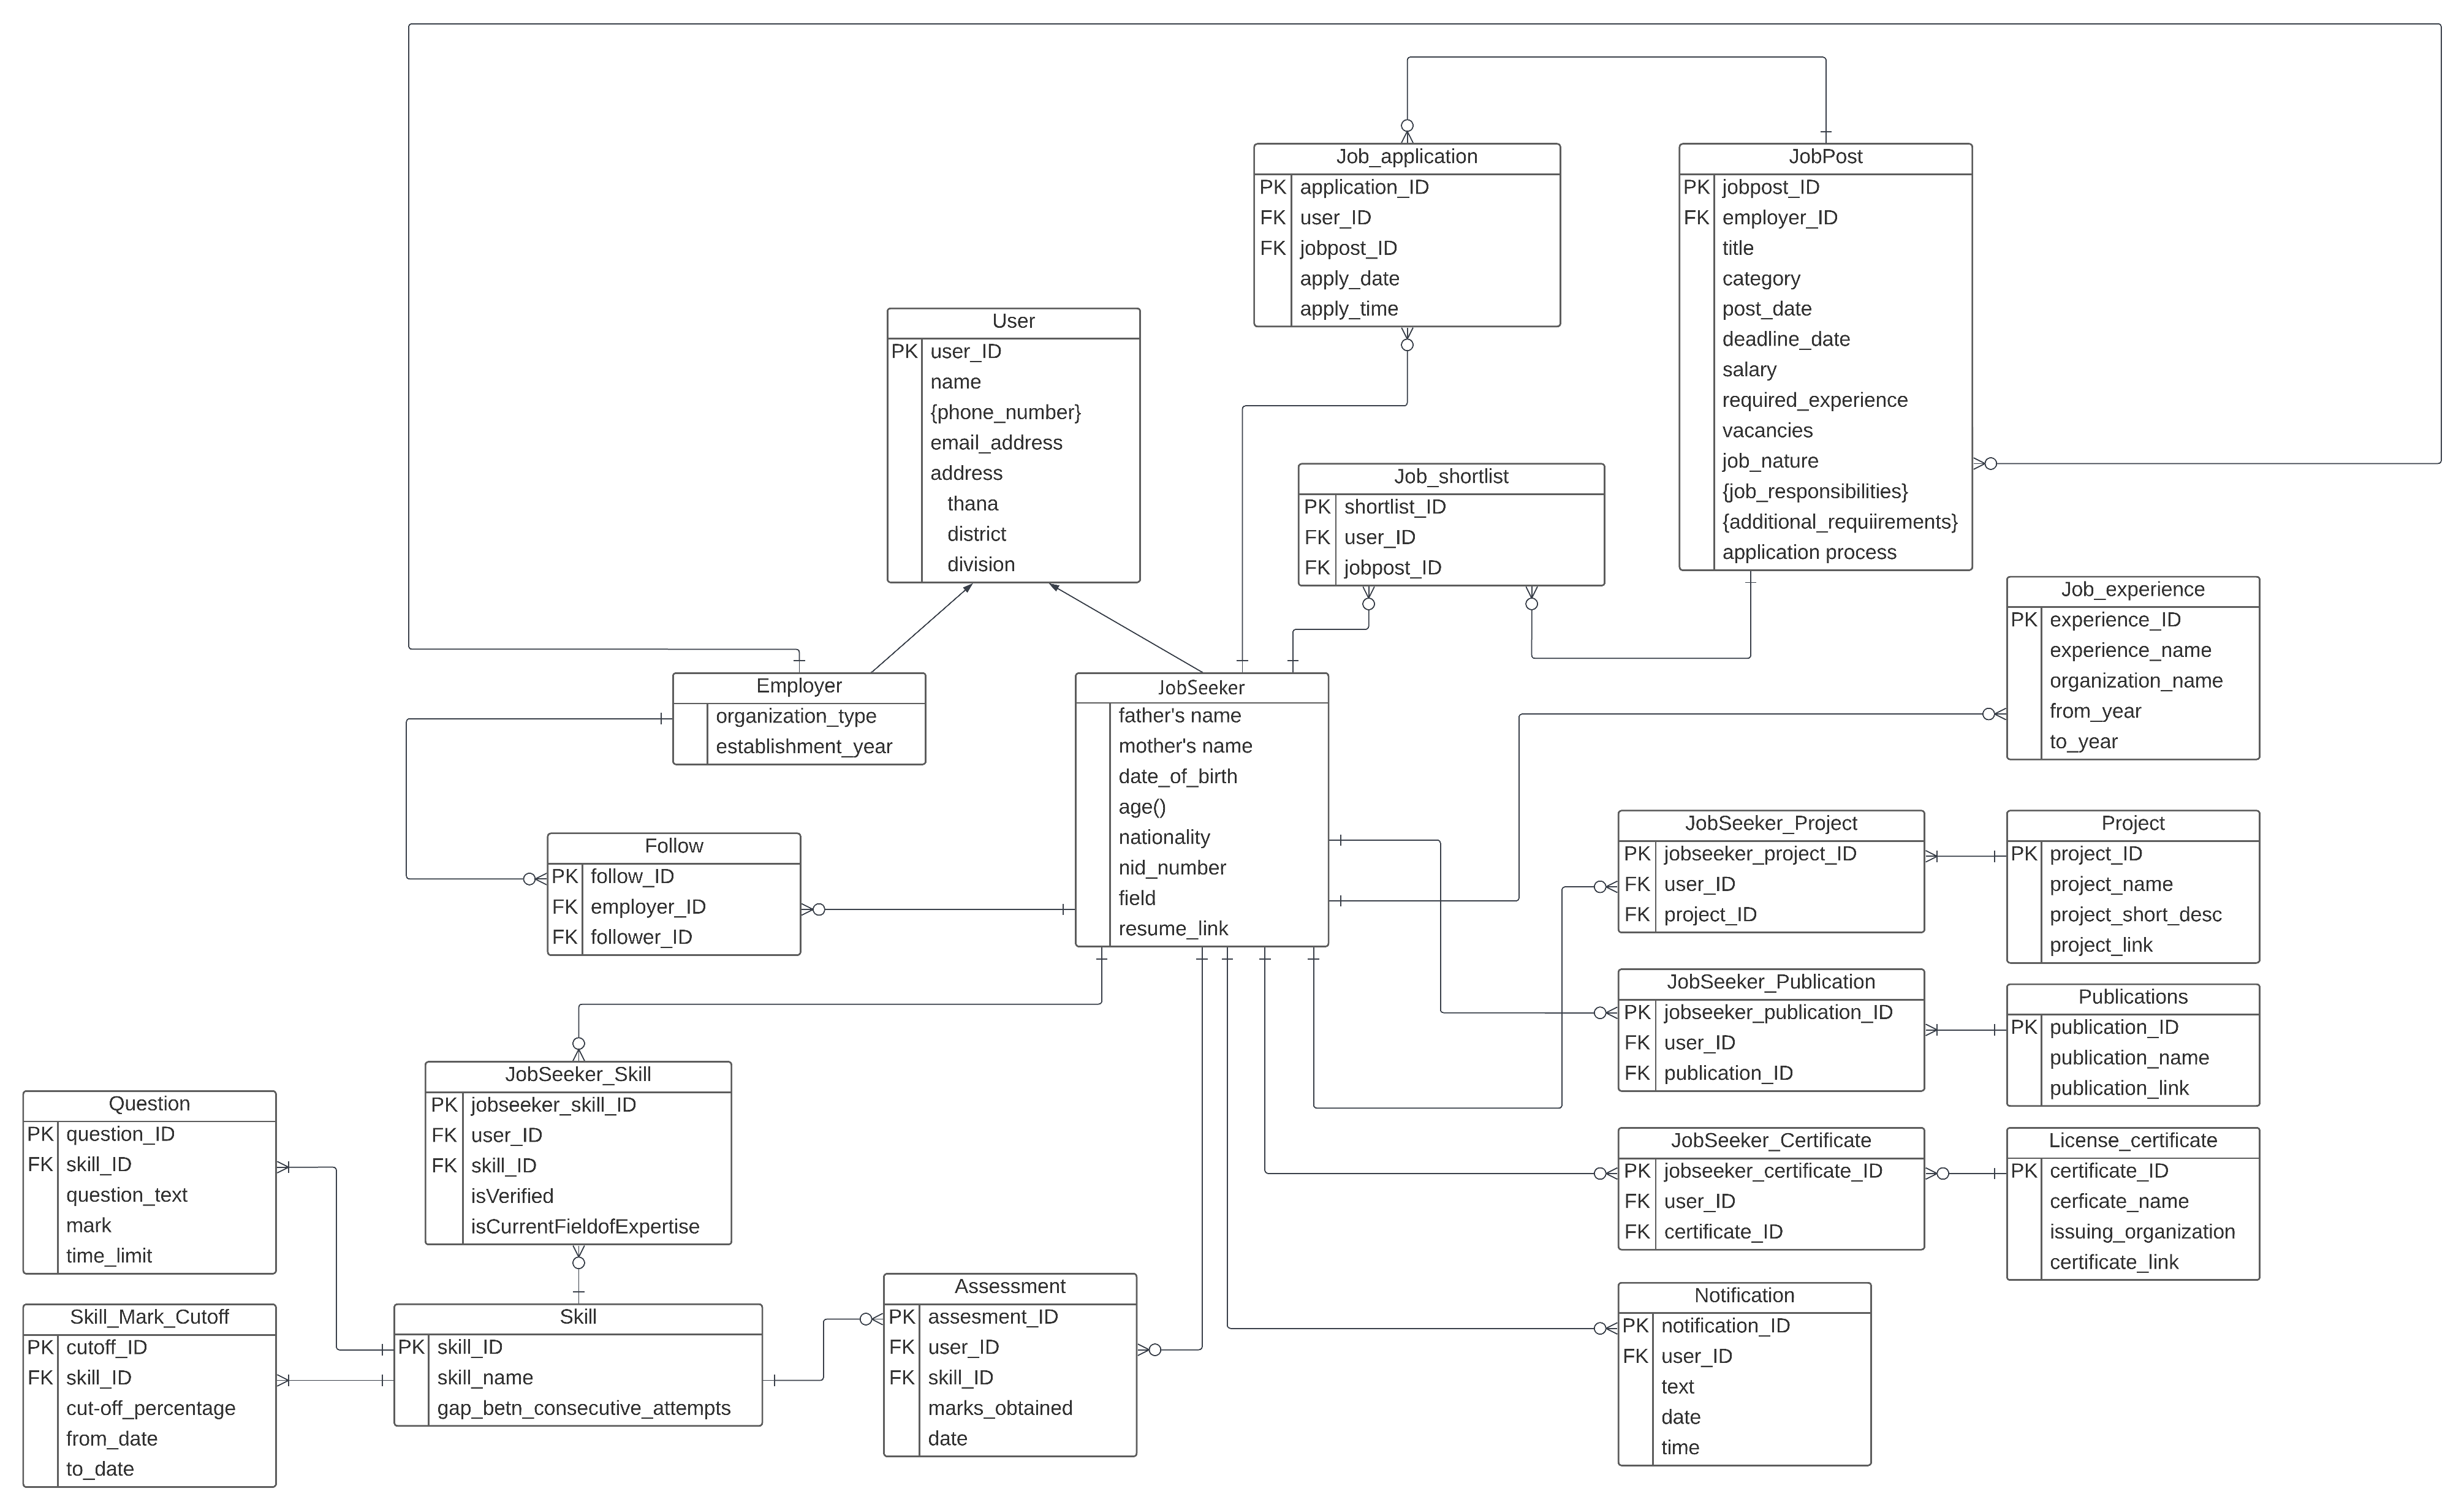 Job_application
PK application_ID
FK user_ID
FK jobpost_ID
apply_date
apply_time
JobPost
PK jobpost_ID
FK employer_ID
title
category
post_date
deadline_date
salary
required_experience
vacancies
job_nature
{job_responsibilities}
{additional_requiirements}
application process
User
PK user_ID
name
{phone_number}
email_address
address
thana
district
division
Job_shortlist
PK shortlist_ID
FK user_ID
FK jobpost_ID
Job_experience
PK experience_ID
experience_name
organization_name
from_year
to_year
Employer
organization_type
establishment_year
JobSeeker
father's name
mother's name
date_of_birth
age()
nationality
nid_number
field
resume_link
Follow
PK follow_ID
FK employer_ID
FK follower_ID
JobSeeker_Project
PK jobseeker_project_ID
FK user_ID
FK project_ID
Project
PK project_ID
project_name
project_short_desc
project_link
JobSeeker_Publication
PK jobseeker_publication_ID
FK user_ID
FK publication_ID
Publications
PK publication_ID
publication_name
publication_link
JobSeeker_Skill
PK jobseeker_skill_ID
FK user_ID
FK skill_ID
isVerified
isCurrentFieldofExpertise
Question
PK question_ID
FK skill_ID
question_text
mark
time_limit
JobSeeker_Certificate
PK jobseeker_certificate_ID
FK user_ID
FK certificate_ID
License_certificate
PK certificate_ID
cerficate_name
issuing_organization
certificate_link
Skill_Mark_Cutoff
PK cutoff_ID
FK skill_ID
cut-off_percentage
from_date
to_date
Skill
PK skill_ID
skill_name
gap_betn_consecutive_attempts
Assessment
PK assesment_ID
FK user_ID
FK skill_ID
marks_obtained
date
Notification
PK notification_ID
FK user_ID
text
date
time